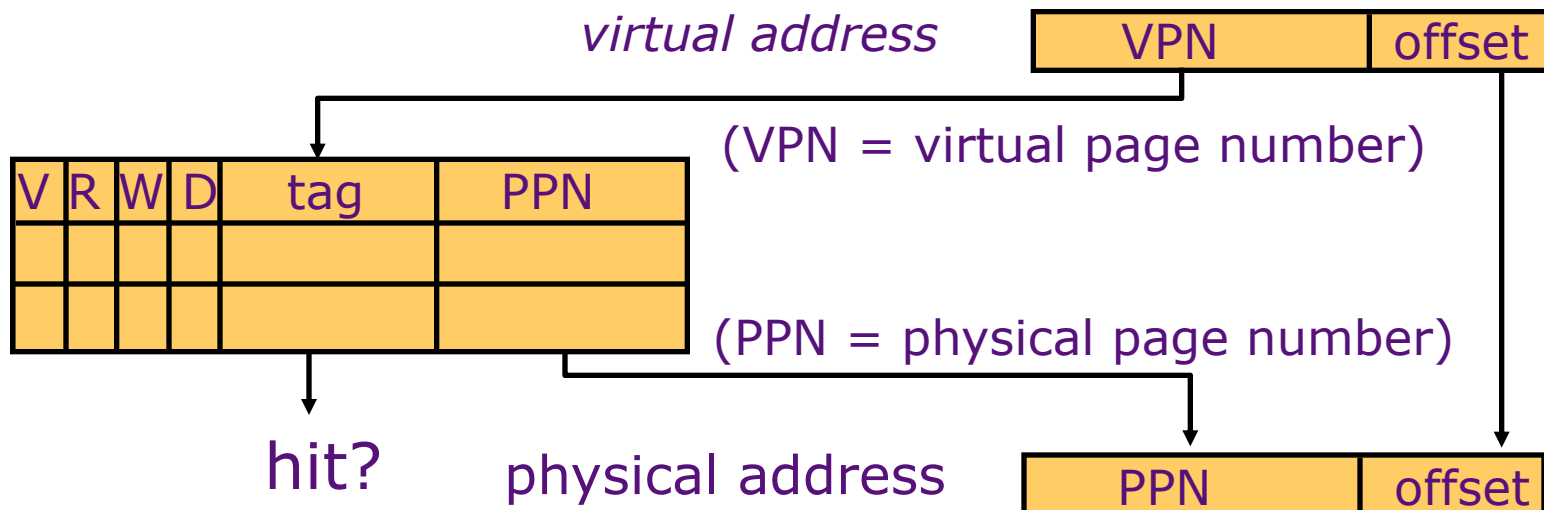 virtual address VPN offset
(VPN = virtual page number)
V R W D tag PPN
(PPN = physical page number)
hit? physical address PPN offset